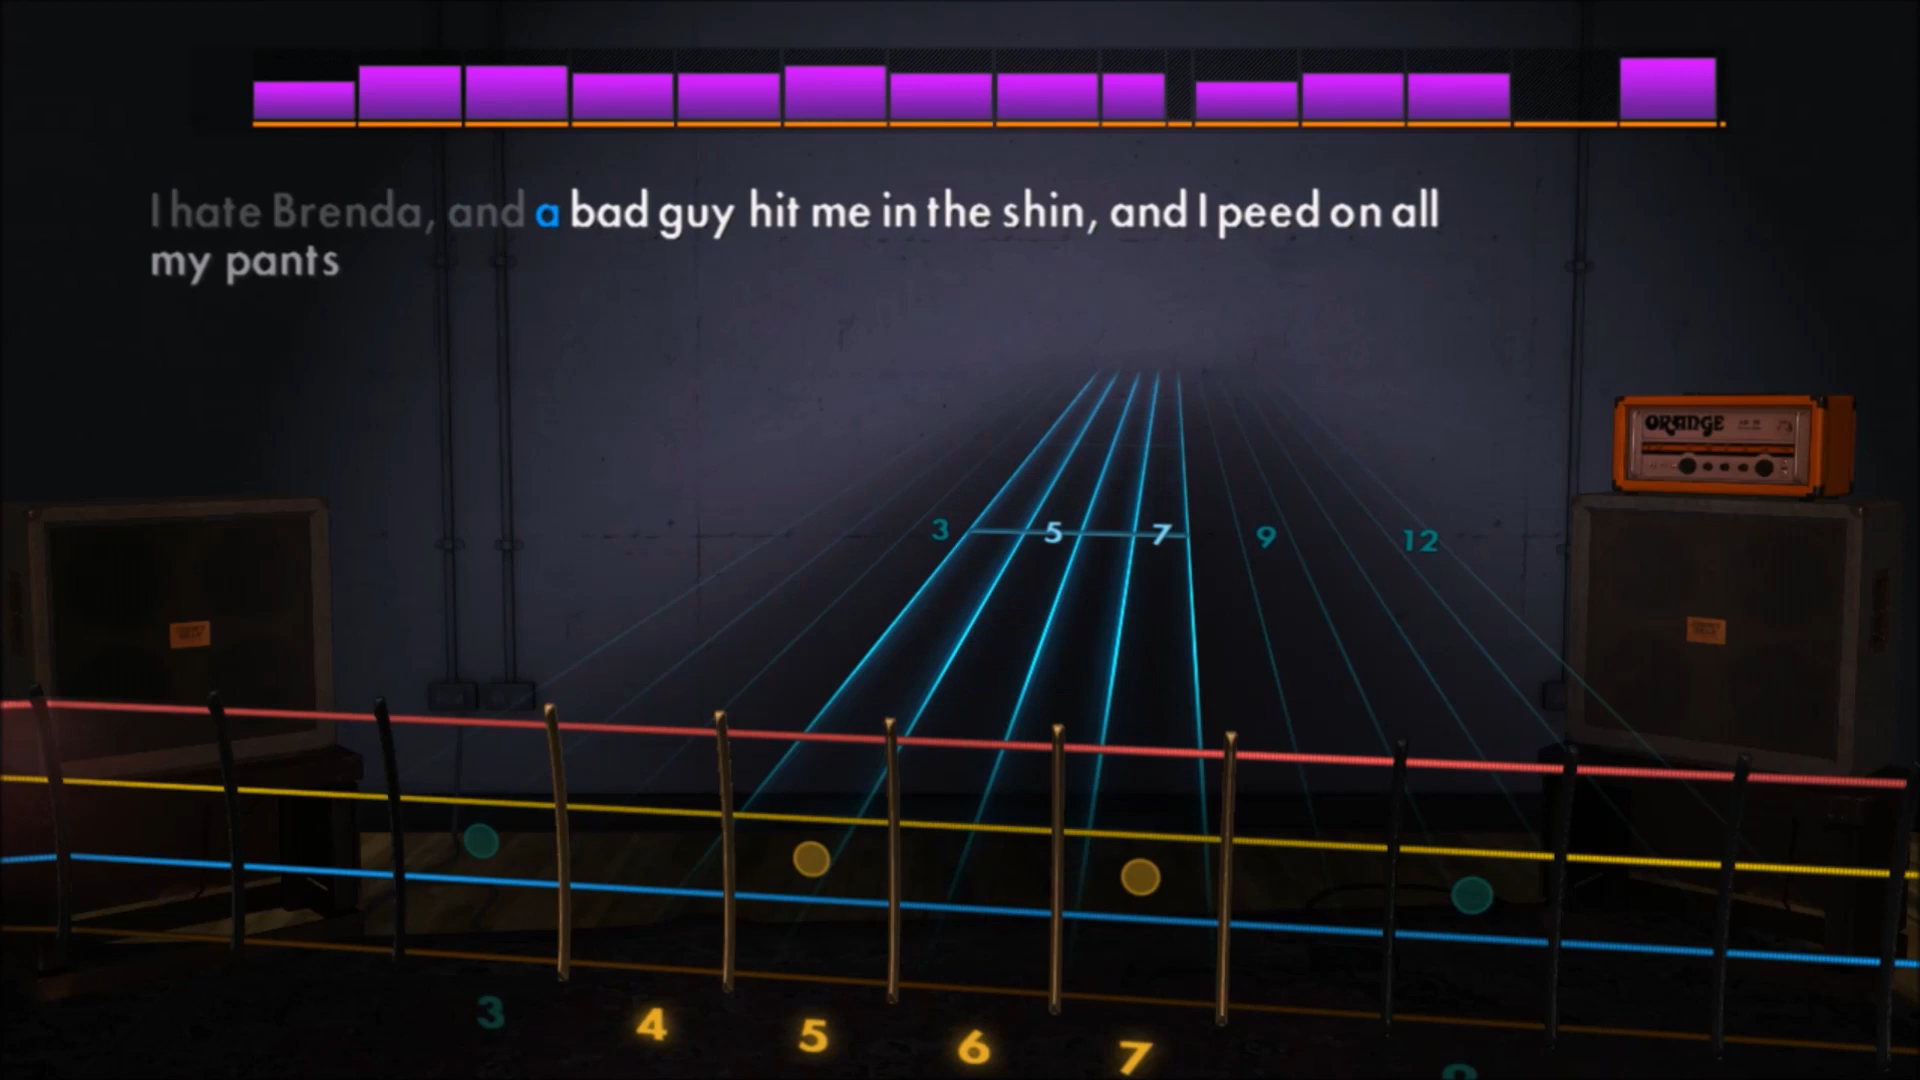 I hate Brenda, and a bad guy hit me in the shin, and I peed on all
my pants
ORANGE
3 5 7 9 12
3 4 5 6 7